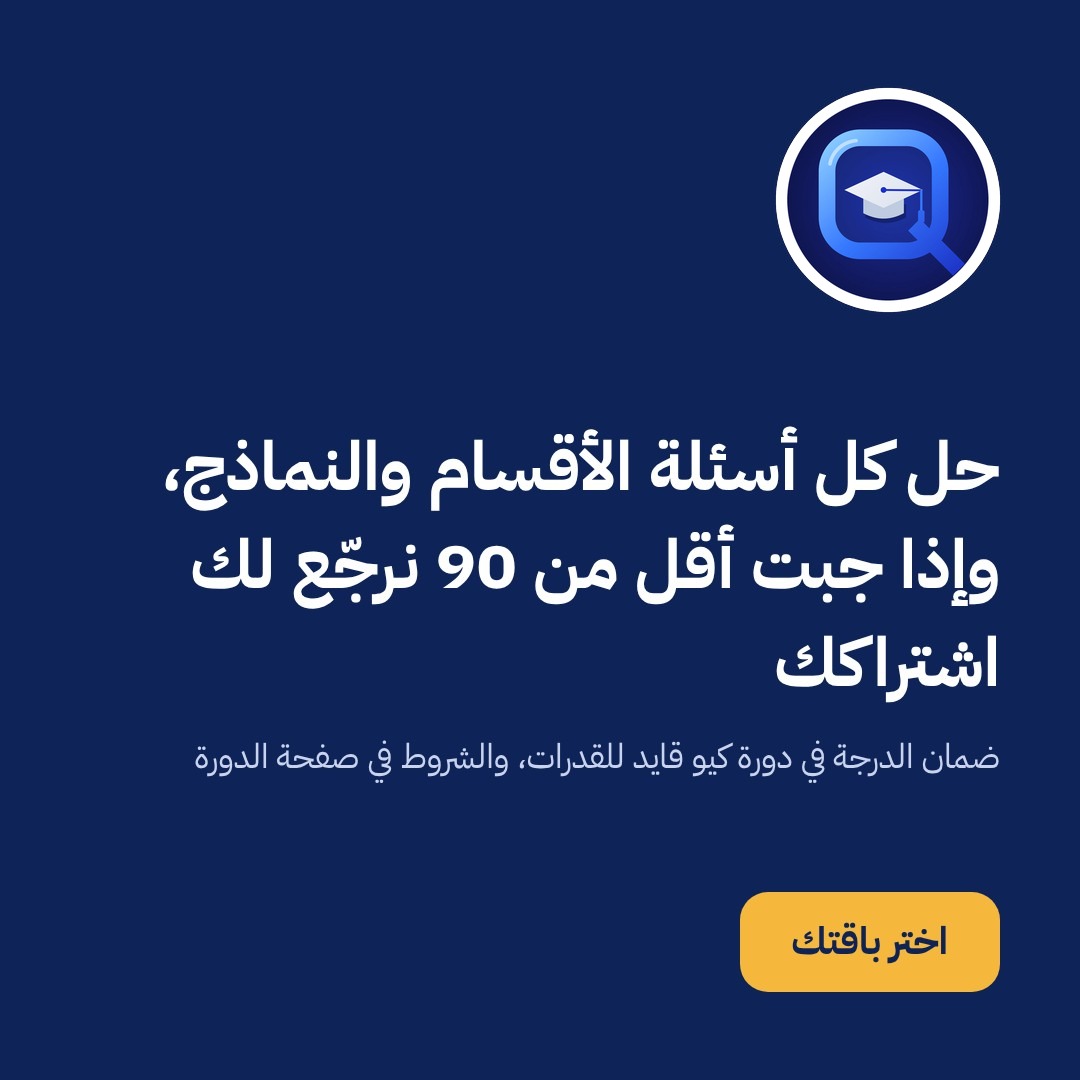 حل كل أسئلة الأقسام والنماذج،
وإذا جبت أقل من 90 نرجّع لك
اشتراكك
ضمان الدرجة في دورة كيو قايد للقدرات، والشروط في صفحة الدورة
اختر باقتك